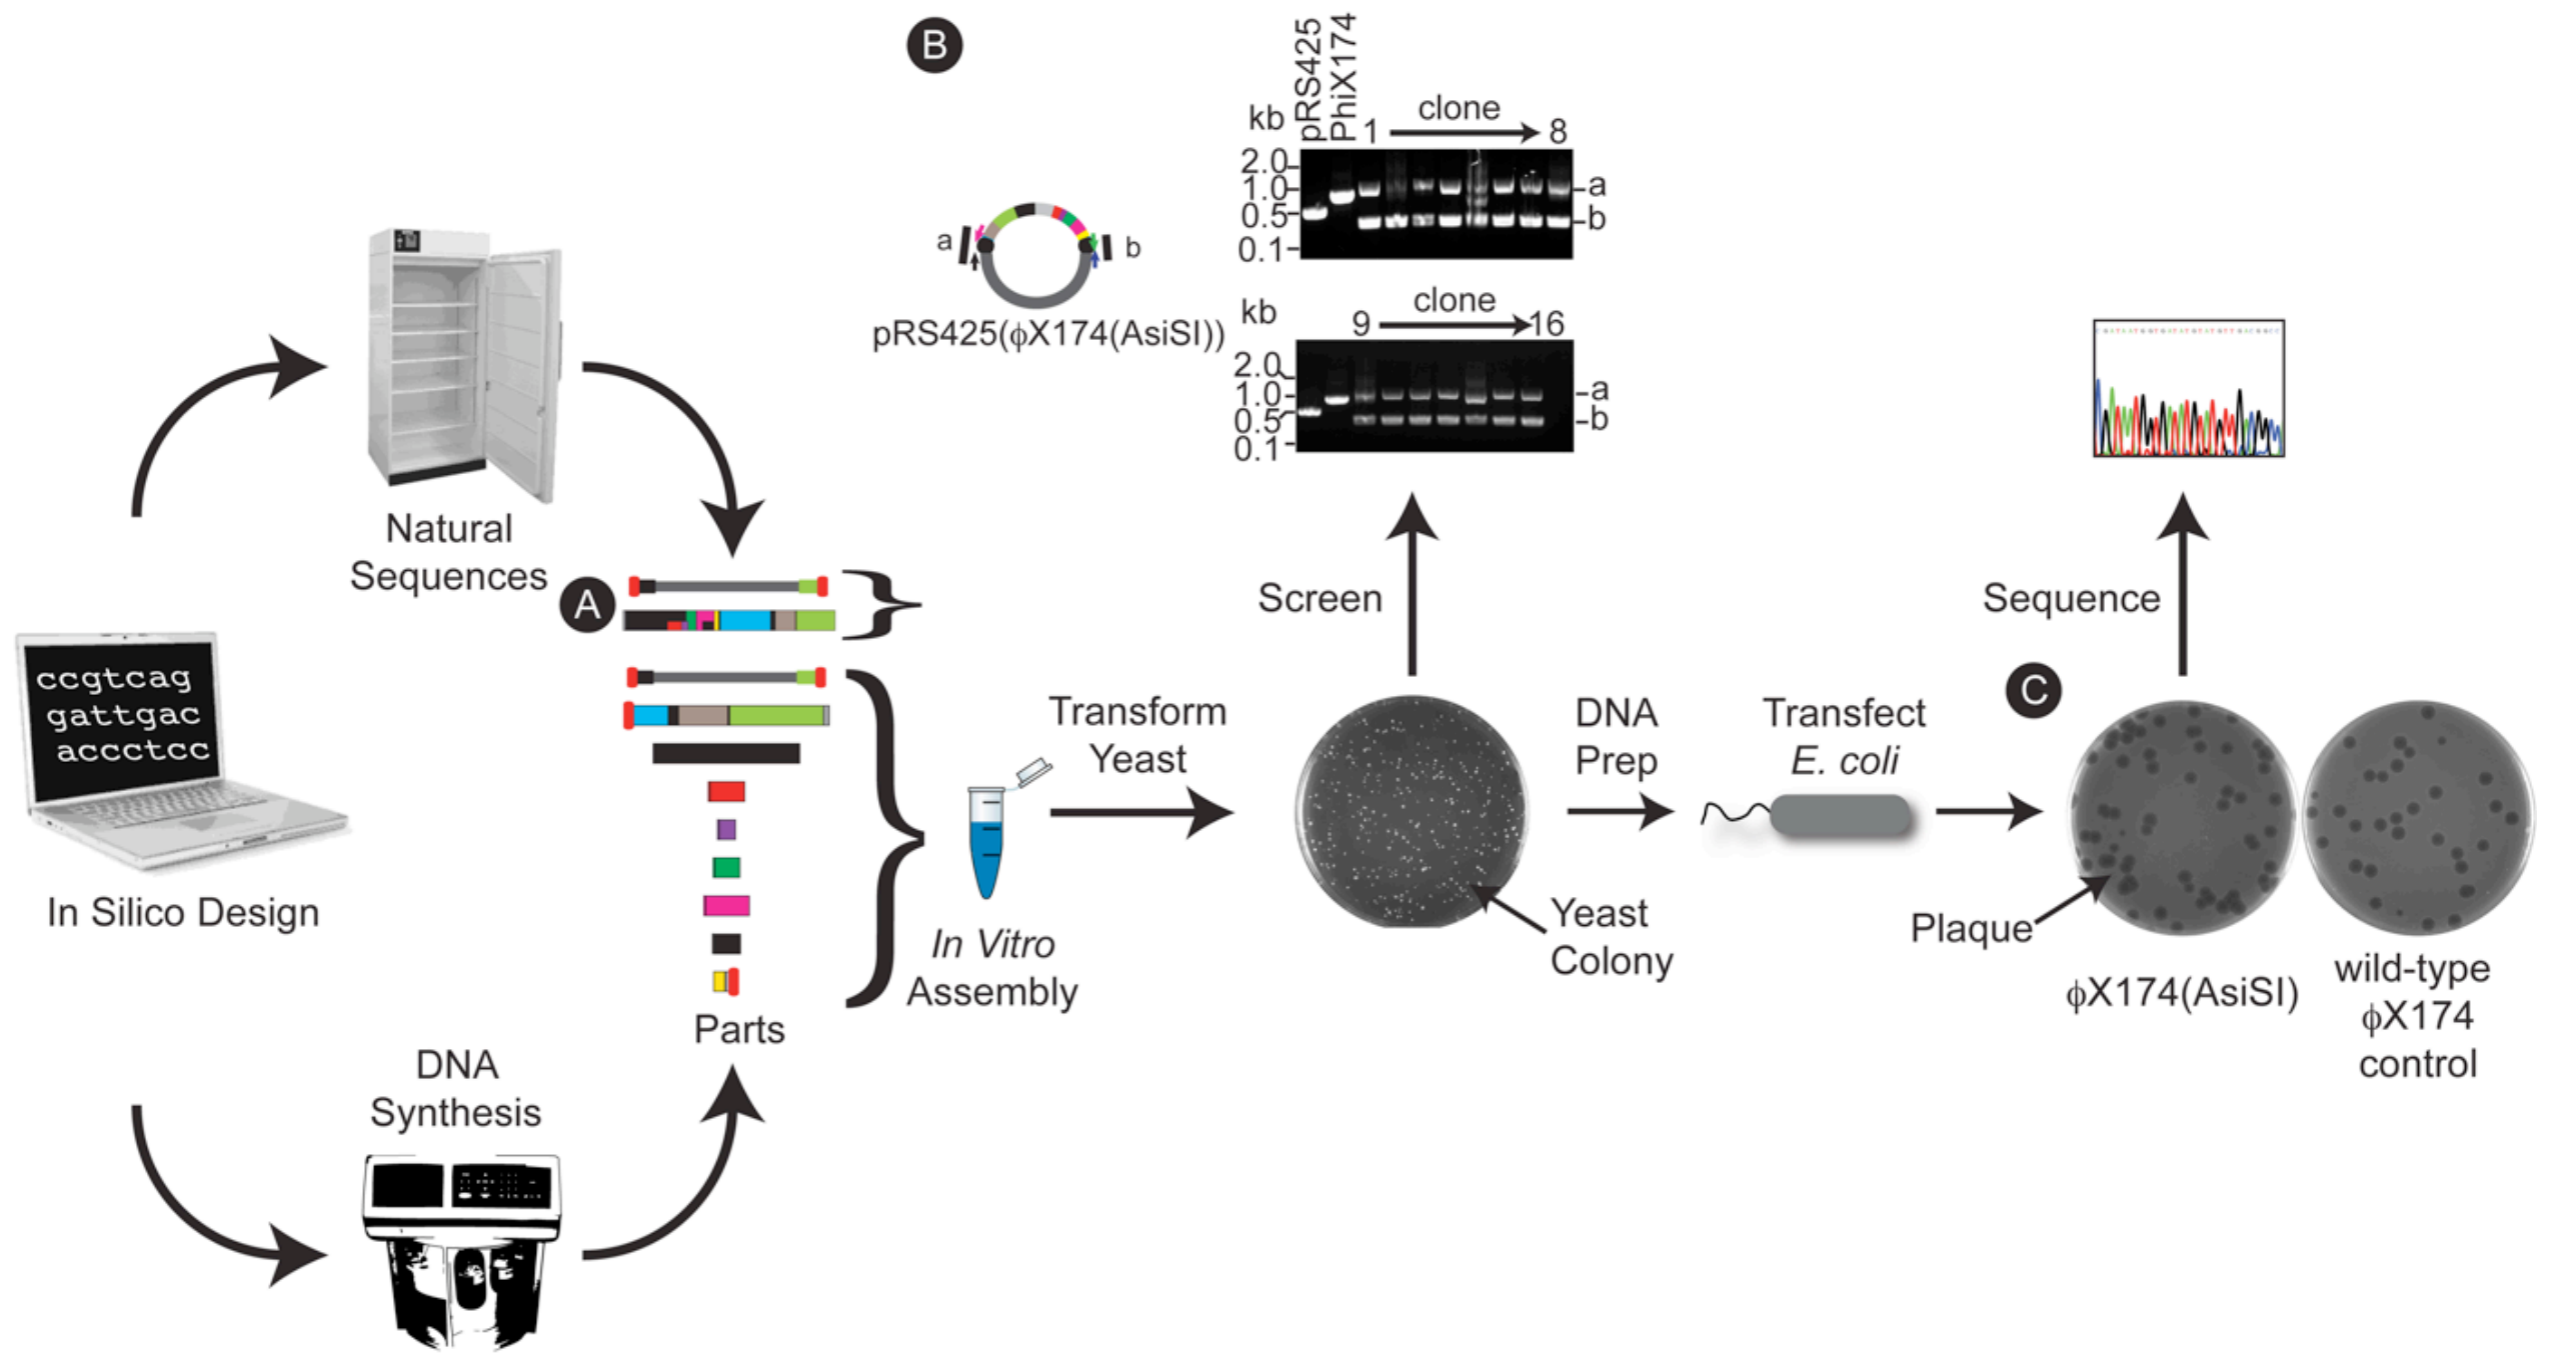 B
pRS425
PhiX174
kb
1
clone
8
2.0
1.0
0.5
0.1
a
b
a
b
pRS425(ϕX174(AsiSI))
kb
9
clone
16
2.0
1.0
0.5
0.1
a
b
Natural
Sequences
A
ccgtcag
gattgac
accctcc
In Silico Design
Parts
DNA
Synthesis
In Vitro
Assembly
Transform
Yeast
Screen
Yeast
Colony
DNA
Prep
Transfect
E. coli
Sequence
C
Plaque
ϕX174(AsiSI)
wild-type
ϕX174
control